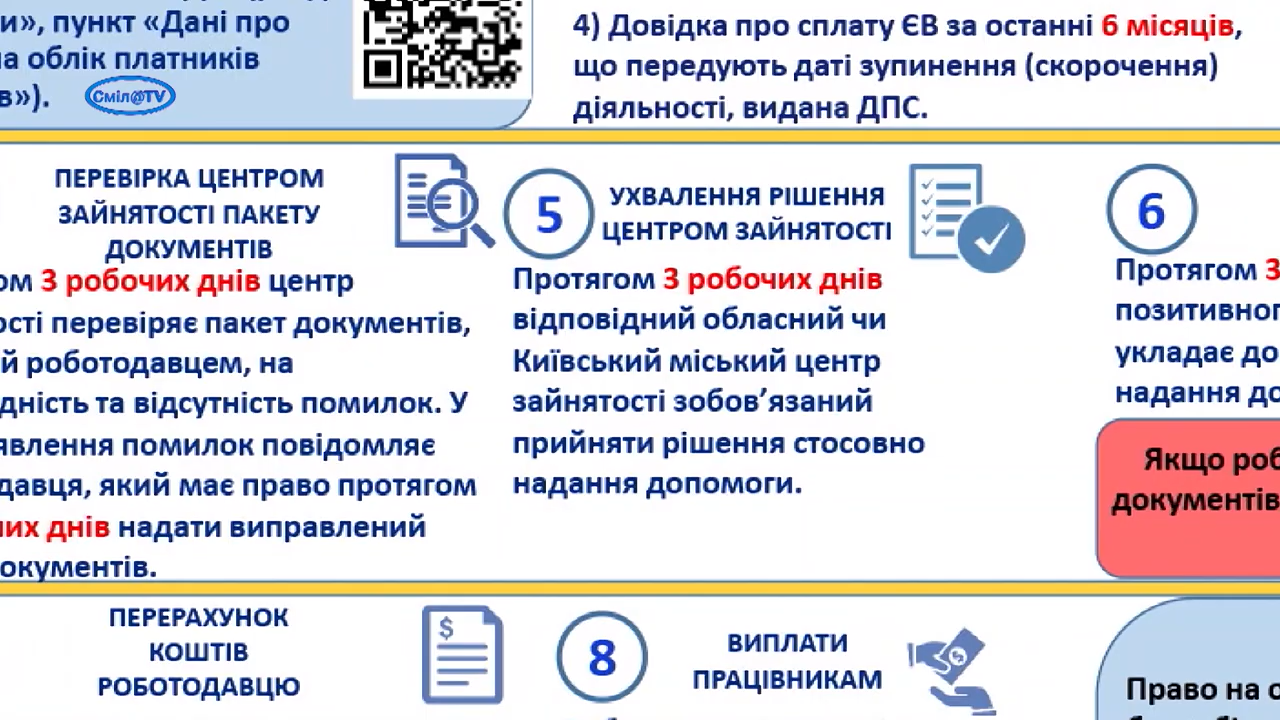 и», пункт «Дані про
на облік платників
в»).
Сміл@TV
4) Довідка про сплату ЄВ за останні 6 місяців,
що передують даті зупинення (скорочення)
діяльності, видана ДПС.
ПЕРЕВІРКА ЦЕНТРОМ
ЗАЙНЯТОСТІ ПАКЕТУ
ДОКУМЕНТІВ
ом 3 робочих днів центр
ості перевіряє пакет документів,
й роботодавцем, на
дність та відсутність помилок. У
явлення помилок повідомляє
давця, який має право протягом
их днів надати виправлений
окументів.
5
УХВАЛЕННЯ РІШЕННЯ
ЦЕНТРОМ ЗАЙНЯТОСТІ
Протягом 3 робочих днів
відповідний обласний чи
Київський міський центр
зайнятості зобов’язаний
прийняти рішення стосовно
надання допомоги.
6
Протягом 3
позитивног
укладає до
надання до
Якщо роб
документів
ПЕРЕРАХУНОК
КОШТІВ
РОБОТОДАВЦЮ
$
8
ВИПЛАТИ
ПРАЦІВНИКАМ
$
Право на о